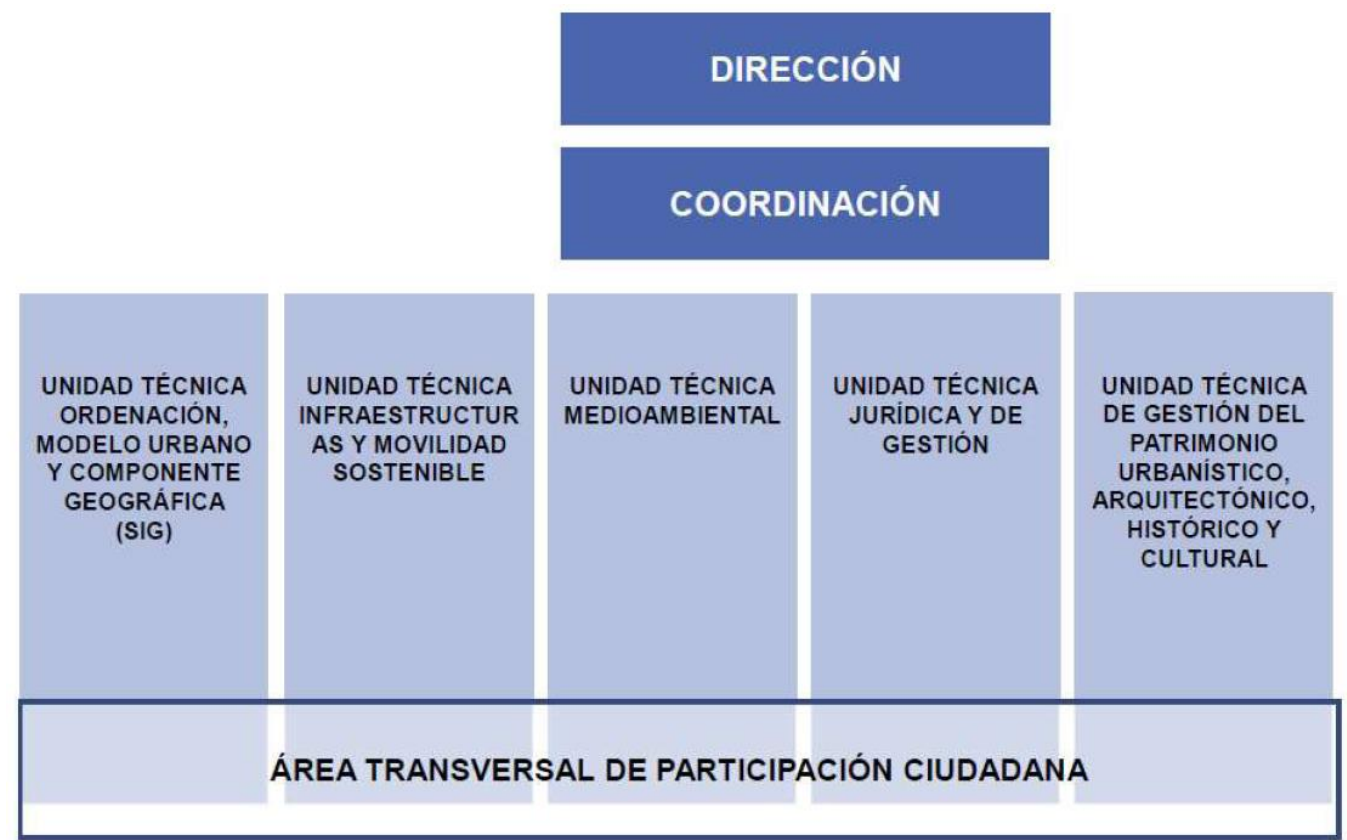 DIRECCIÓN
COORDINACIÓN
UNIDAD TÉCNICA
ORDENACIÓN,
MODELO URBANO
Y COMPONENTE
GEOGRÁFICA
(SIG)
UNIDAD TÉCNICA
INFRAESTRUCTUR
AS Y MOVILIDAD
SOSTENIBLE
UNIDAD TÉCNICA
MEDIOAMBIENTAL
UNIDAD TÉCNICA
JURÍDICA Y DE
GESTIÓN
UNIDAD TÉCNICA
DE GESTIÓN DEL
PATRIMONIO
URBANÍSTICO,
ARQUITECTÓNICO,
HISTÓRICO Y
CULTURAL
ÁREA TRANSVERSAL DE PARTICIPACIÓN CIUDADANA